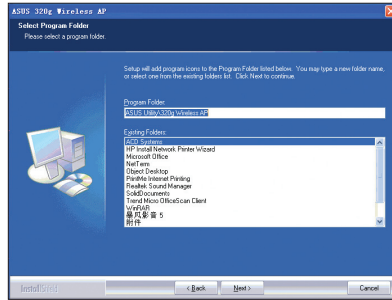 ASUS 320g Wireless AP
Select Program Folder
Please select a program folder.
Setup will add program icons to the Program Folder listed below. You may type a new folder name,
or select one from the existing folders list. Click Next to continue.
Program Folder:
ASUS Utility\320g Wireless AP
Existing Folders:
ACD Systems
HP Install Network Printer Wizard
Microsoft Office
NetTerm
Object Desktop
PrintMe Internet Printing
Realtek Sound Manager
SolidDocuments
Trend Micro OfficeScan Client
WinRAR
暴风影音 5
附件
InstallShield
< Back
Next >
Cancel